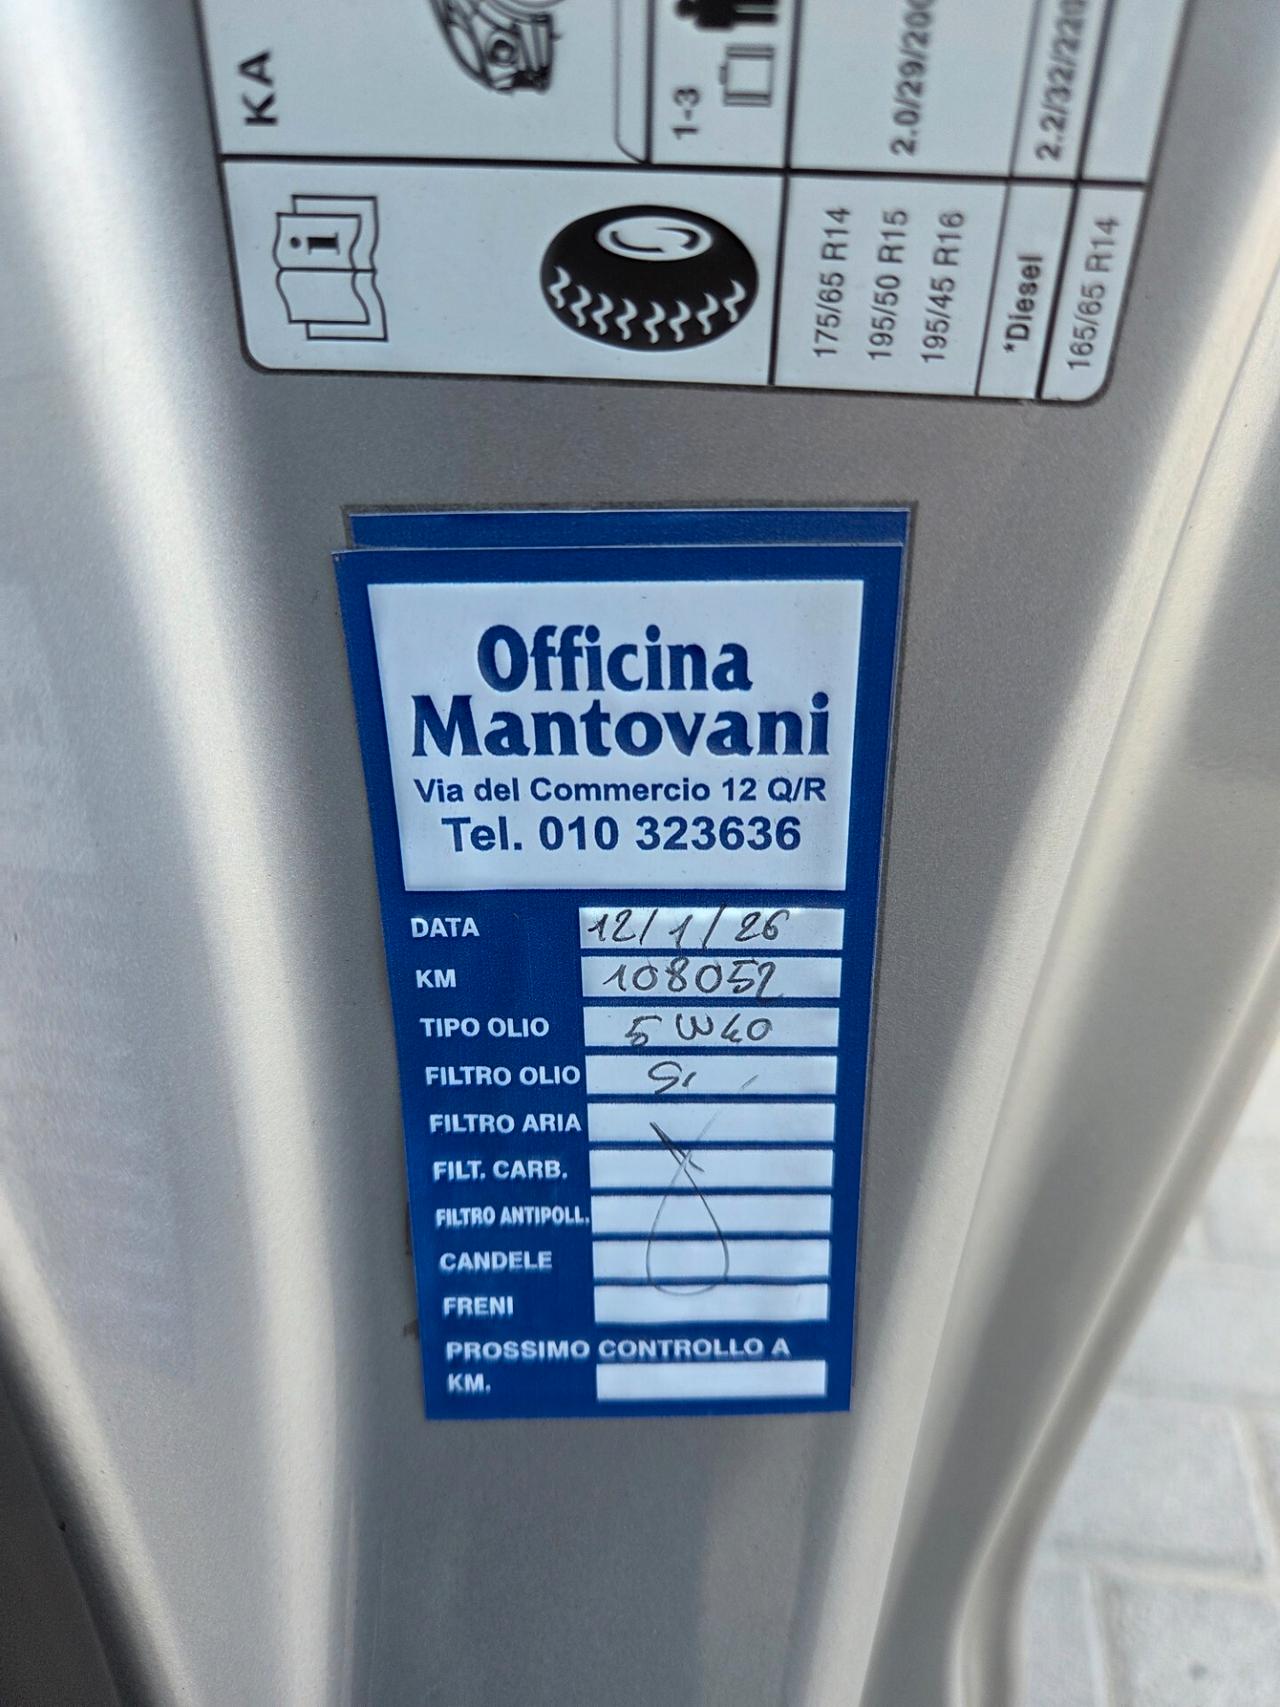 KA
1-3
2.0/29/200
2.2/32/220
i
175/65 R14
195/50 R15
195/45 R16
*Diesel
165/65 R14
Officina
Mantovani
Via del Commercio 12 Q/R
Tel. 010 323636
DATA 12/1/26
KM 108052
TIPO OLIO 5W40
FILTRO OLIO Si
FILTRO ARIA
FILT. CARB.
FILTRO ANTIPOLL.
CANDELE
FRENI
PROSSIMO CONTROLLO A
KM.